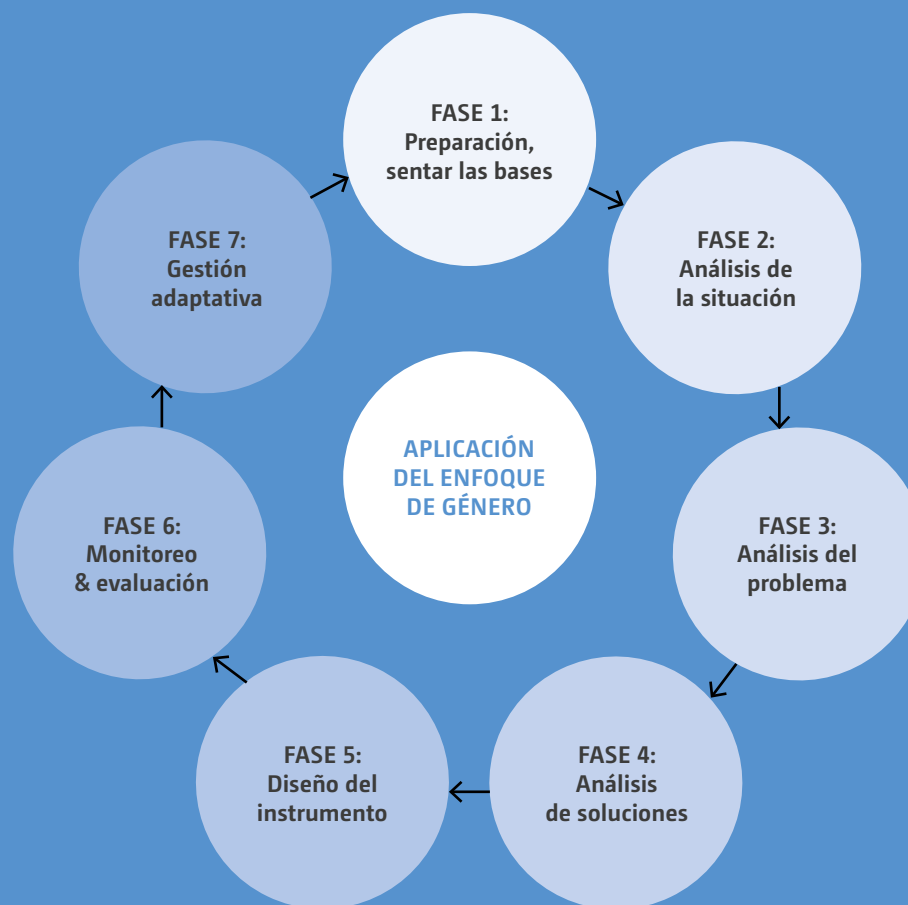 FASE 1:
Preparación,
sentar las bases
FASE 2:
Análisis de
la situación
FASE 3:
Análisis del
problema
FASE 4:
Análisis
de soluciones
FASE 5:
Diseño del
instrumento
FASE 6:
Monitoreo
& evaluación
FASE 7:
Gestión
adaptativa
APLICACIÓN
DEL ENFOQUE
DE GÉNERO